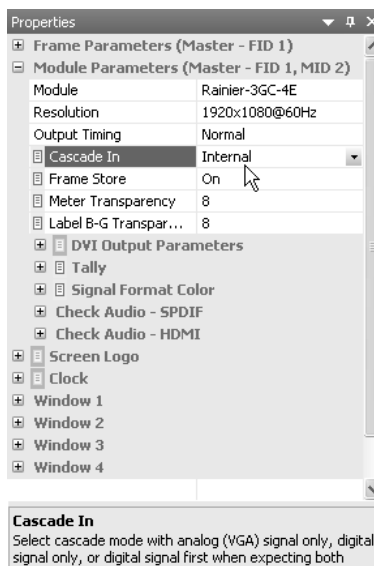 Properties
Frame Parameters (Master - FID 1)
Module Parameters (Master - FID 1, MID 2)
Module Rainier-3GC-4E
Resolution 1920x1080@60Hz
Output Timing Normal
Cascade In Internal
Frame Store On
Meter Transparency 8
Label B-G Transpar... 8
DVI Output Parameters
Tally
Signal Format Color
Check Audio - SPDIF
Check Audio - HDMI
Screen Logo
Clock
Window 1
Window 2
Window 3
Window 4
Cascade In
Select cascade mode with analog (VGA) signal only, digital
signal only, or digital signal first when expecting both